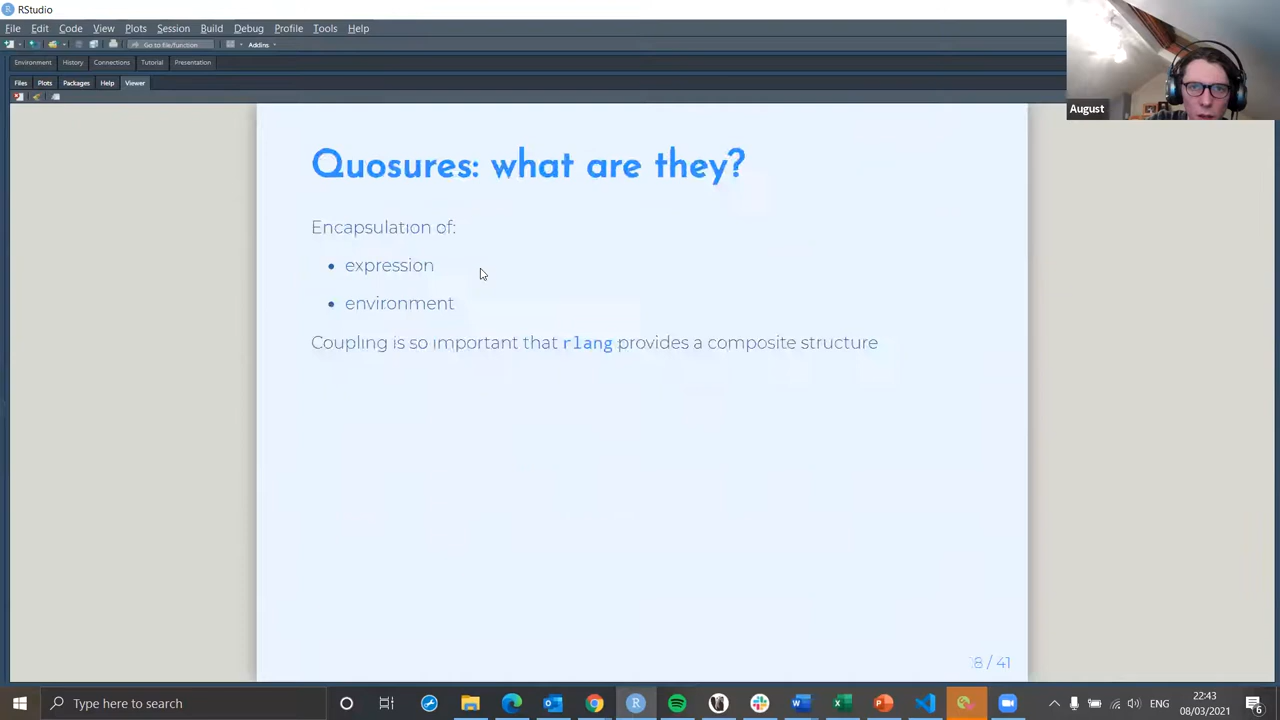 RStudio
File Edit Code View Plots Session Build Debug Profile Tools Help
Go to file/function Addins
Environment History Connections Tutorial Presentation
Files Plots Packages Help Viewer
August
Quosures: what are they?
Encapsulation of:
• expression
• environment
Coupling is so important that rlang provides a composite structure
8 / 41
Type here to search
ENG
22:43
08/03/2021
6